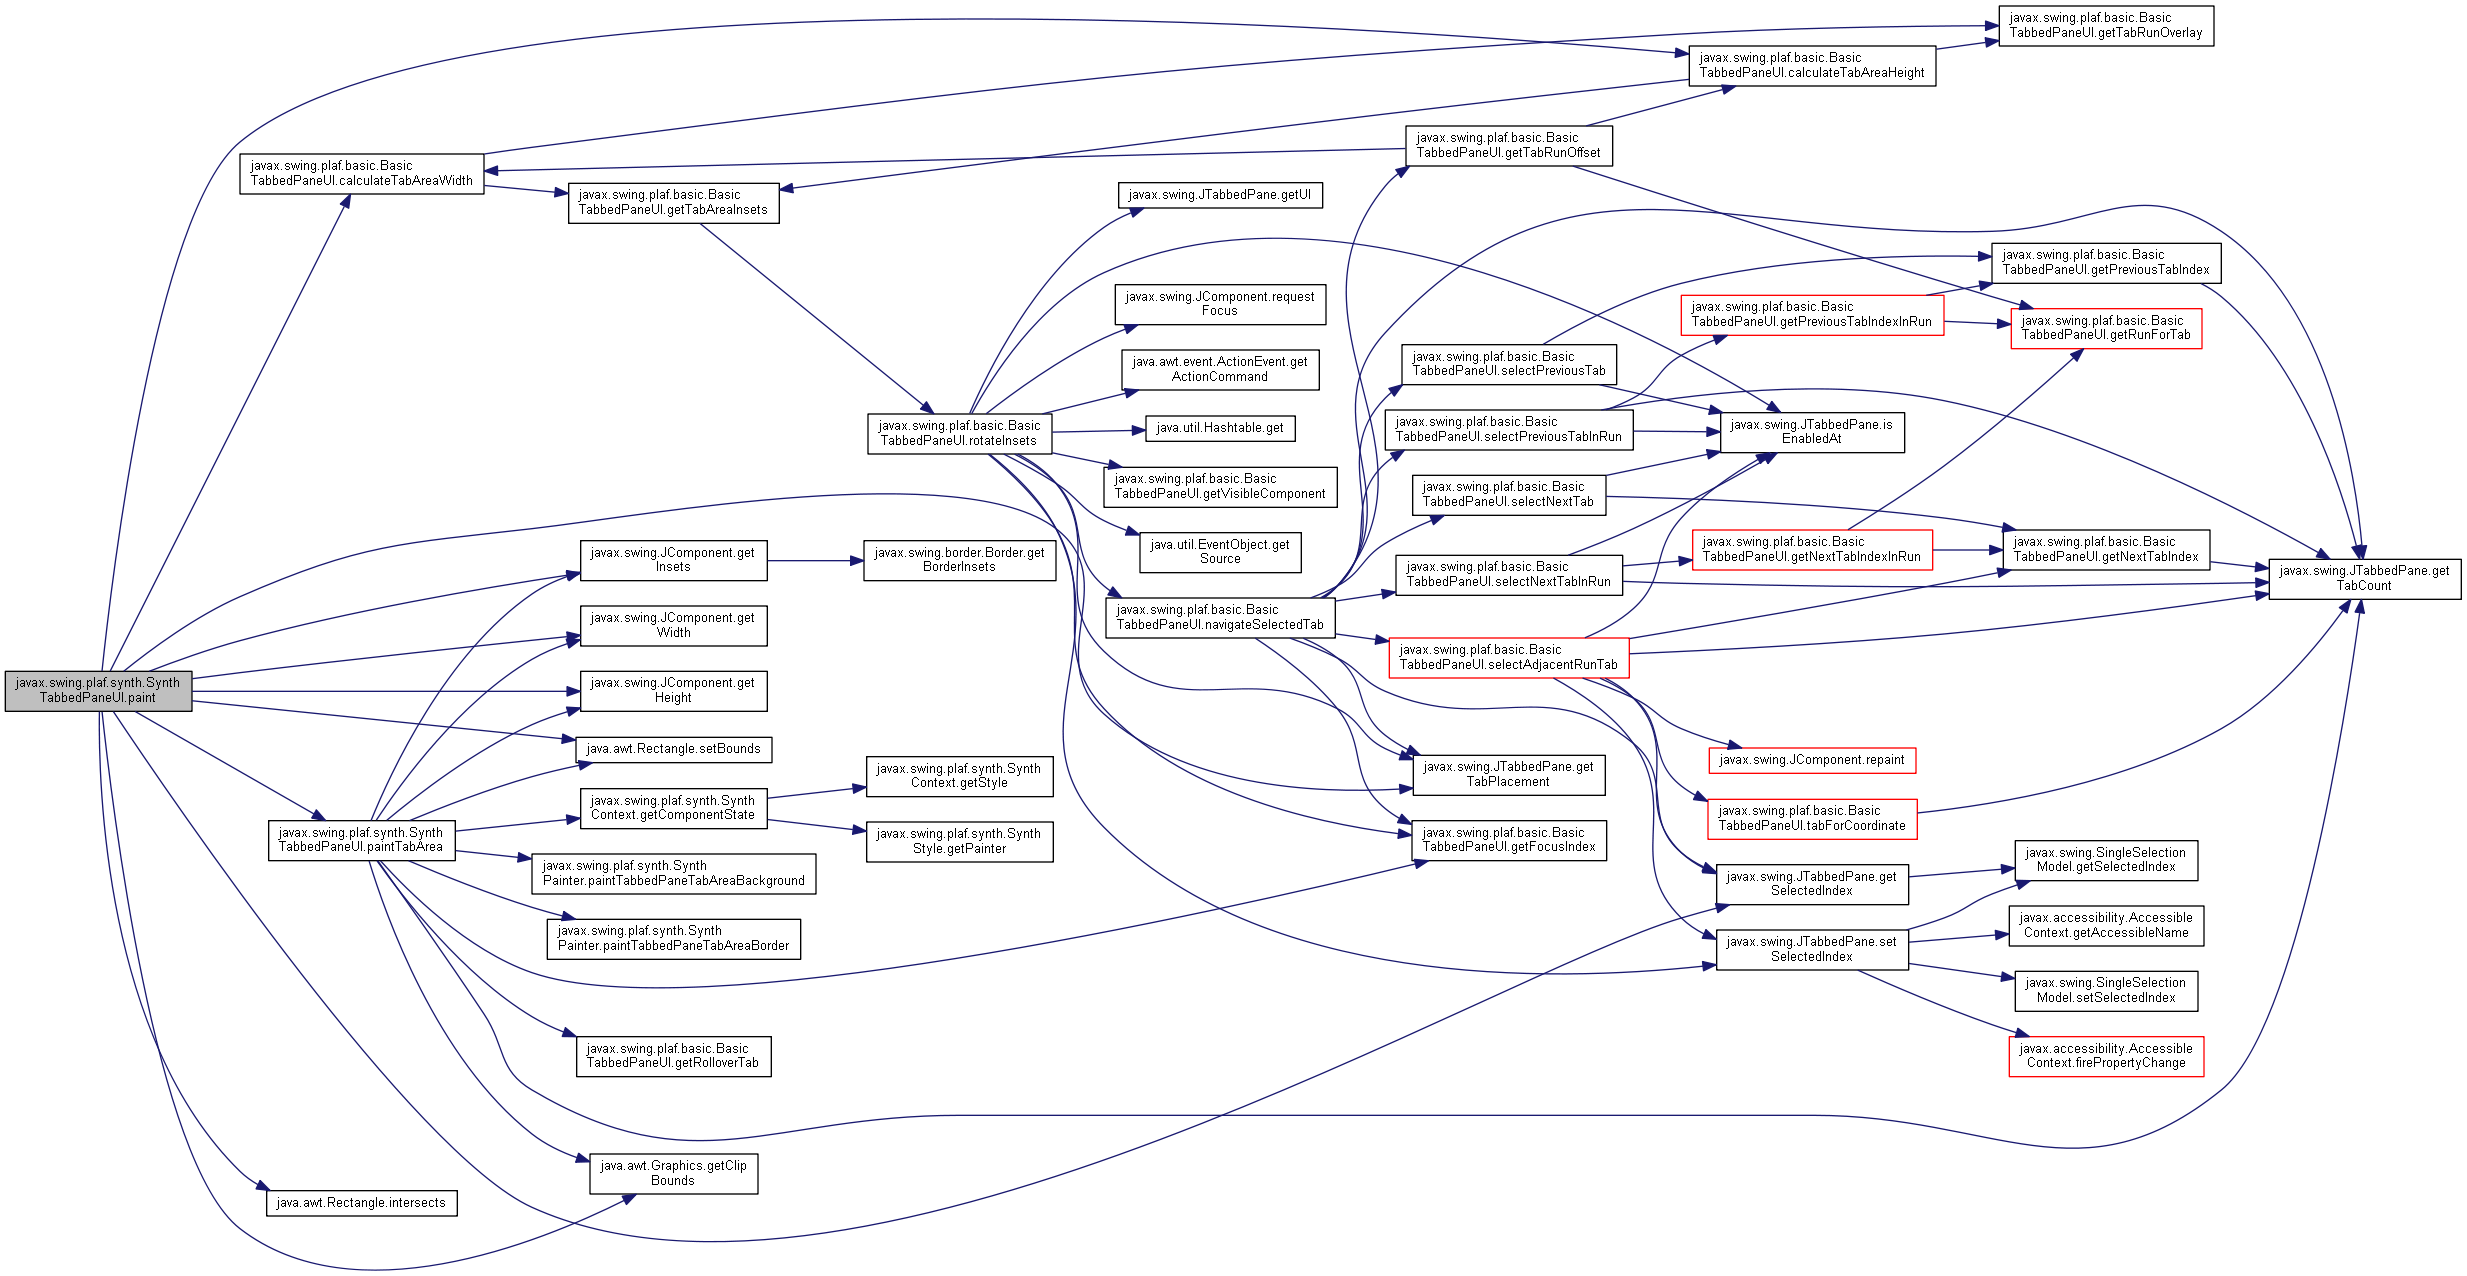 javax.swing.plaf.synth.Synth
TabbedPaneUI.paint
javax.swing.plaf.basic.Basic
TabbedPaneUI.calculateTabAreaWidth
javax.swing.plaf.synth.Synth
TabbedPaneUI.paintTabArea
java.awt.Rectangle.intersects
javax.swing.plaf.basic.Basic
TabbedPaneUI.getTabAreaInsets
javax.swing.JComponent.get
Insets
javax.swing.JComponent.get
Width
javax.swing.JComponent.get
Height
java.awt.Rectangle.setBounds
javax.swing.plaf.synth.Synth
Context.getComponentState
javax.swing.plaf.synth.Synth
Painter.paintTabbedPaneTabAreaBackground
javax.swing.plaf.synth.Synth
Painter.paintTabbedPaneTabAreaBorder
javax.swing.plaf.basic.Basic
TabbedPaneUI.getRolloverTab
java.awt.Graphics.getClip
Bounds
javax.swing.plaf.basic.Basic
TabbedPaneUI.rotateInsets
javax.swing.border.Border.get
BorderInsets
javax.swing.plaf.synth.Synth
Context.getStyle
javax.swing.plaf.synth.Synth
Style.getPainter
javax.swing.JTabbedPane.getUI
javax.swing.JComponent.request
Focus
java.awt.event.ActionEvent.get
ActionCommand
java.util.Hashtable.get
javax.swing.plaf.basic.Basic
TabbedPaneUI.getVisibleComponent
java.util.EventObject.get
Source
javax.swing.plaf.basic.Basic
TabbedPaneUI.navigateSelectedTab
javax.swing.plaf.basic.Basic
TabbedPaneUI.getTabRunOffset
javax.swing.plaf.basic.Basic
TabbedPaneUI.selectPreviousTab
javax.swing.plaf.basic.Basic
TabbedPaneUI.selectPreviousTabInRun
javax.swing.plaf.basic.Basic
TabbedPaneUI.selectNextTab
javax.swing.plaf.basic.Basic
TabbedPaneUI.selectNextTabInRun
javax.swing.plaf.basic.Basic
TabbedPaneUI.selectAdjacentRunTab
javax.swing.JTabbedPane.get
TabPlacement
javax.swing.plaf.basic.Basic
TabbedPaneUI.getFocusIndex
javax.swing.plaf.basic.Basic
TabbedPaneUI.calculateTabAreaHeight
javax.swing.plaf.basic.Basic
TabbedPaneUI.getPreviousTabIndexInRun
javax.swing.JTabbedPane.is
EnabledAt
javax.swing.plaf.basic.Basic
TabbedPaneUI.getNextTabIndexInRun
javax.swing.JComponent.repaint
javax.swing.plaf.basic.Basic
TabbedPaneUI.tabForCoordinate
javax.swing.JTabbedPane.get
SelectedIndex
javax.swing.JTabbedPane.set
SelectedIndex
javax.swing.plaf.basic.Basic
TabbedPaneUI.getTabRunOverlay
javax.swing.plaf.basic.Basic
TabbedPaneUI.getPreviousTabIndex
javax.swing.plaf.basic.Basic
TabbedPaneUI.getRunForTab
javax.swing.plaf.basic.Basic
TabbedPaneUI.getNextTabIndex
javax.swing.SingleSelection
Model.getSelectedIndex
javax.accessibility.Accessible
Context.getAccessibleName
javax.swing.SingleSelection
Model.setSelectedIndex
javax.accessibility.Accessible
Context.firePropertyChange
javax.swing.JTabbedPane.get
TabCount